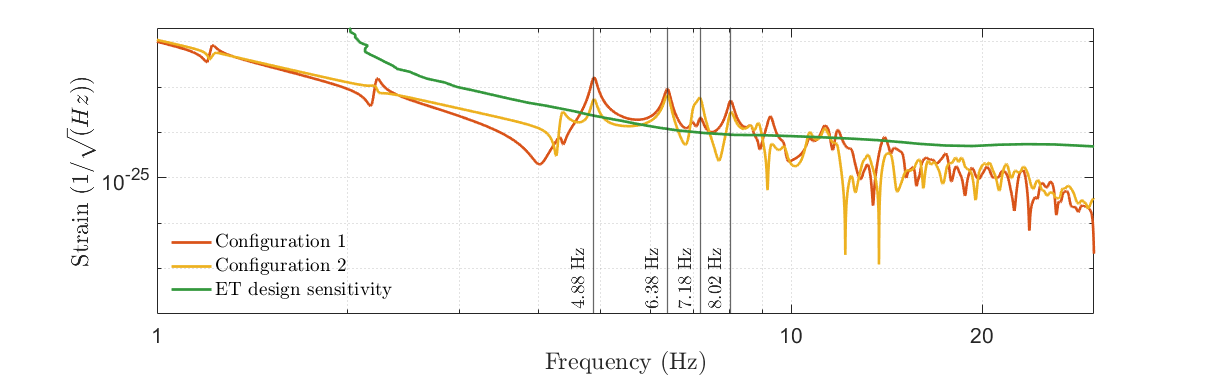 Strain (1/√(Hz))
10^-25
Configuration 1
Configuration 2
ET design sensitivity
4.88 Hz
6.38 Hz
7.18 Hz
8.02 Hz
1
10
20
Frequency (Hz)